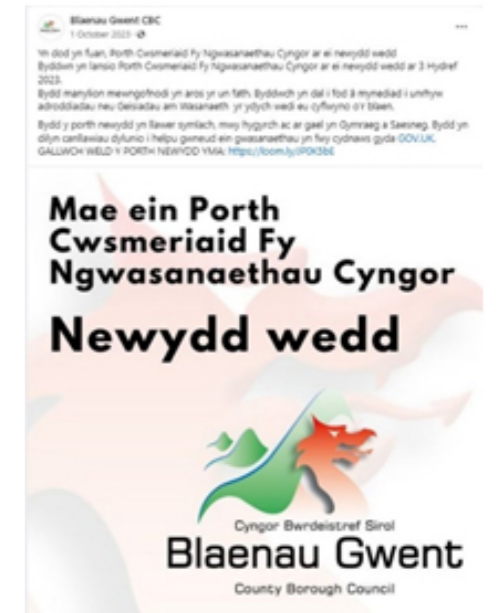 Blaenau Gwent CBC
1 October 2023
Yn dod yn fuan, Porth Cwsmeriaid Fy Ngwasanaethau Cyngor ar ei newydd wedd
Byddwn yn lansio Porth Cwsmeriaid Fy Ngwasanaethau Cyngor ar ei newydd wedd ar 3 Hydref
2023.
Bydd manylion mewngofnodi yn aros yr un fath. Byddwch yn dal i fod â mynediad i unrhyw
adroddiadau neu Geisiadau am Wasanaeth yr ydych wedi eu cyflwyno o'r blaen.
Bydd y porth newydd yn llawer symlach, mwy hygyrch ac ar gael yn Gymraeg a Saesneg. Bydd yn
dilyn canllawiau dylunio i helpu gwneud ein gwasanaethau yn fwy cydnaws gyda GOV.UK.
GALLWCH WELD Y PORTH NEWYDD YMA:
Mae ein Porth
Cwsmeriaid Fy
Ngwasanaethau Cyngor
Newydd wedd
Cyngor Bwrdeistref Sirol
Blaenau Gwent
County Borough Council